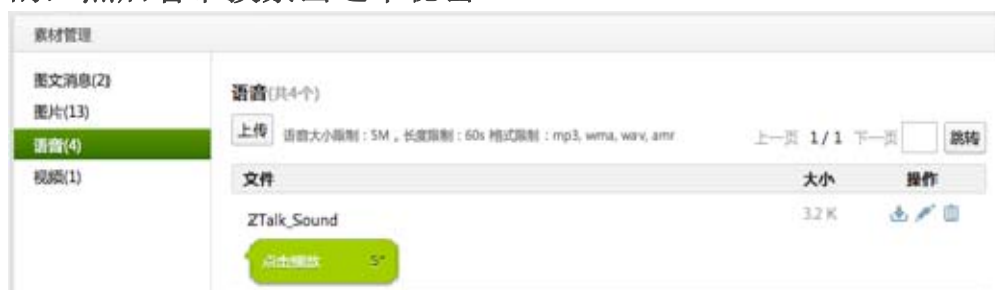 素材管理
图文消息(2)
图片(13)
语音(4)
视频(1)
语音(共4个)
上传 语音大小限制：5M，长度限制：60s 格式限制：mp3, wma, wav, amr
上一页 1/1 下一页 跳转
文件 大小 操作
ZTalk_Sound 3.2 K
点击播放 5"